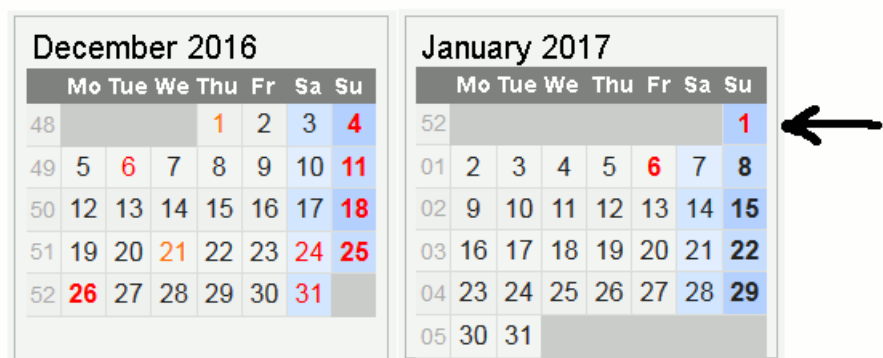 December 2016
Mo Tue We Thu Fr Sa Su
48 1 2 3 4
49 5 6 7 8 9 10 11
50 12 13 14 15 16 17 18
51 19 20 21 22 23 24 25
52 26 27 28 29 30 31
January 2017
Mo Tue We Thu Fr Sa Su
52 1
01 2 3 4 5 6 7 8
02 9 10 11 12 13 14 15
03 16 17 18 19 20 21 22
04 23 24 25 26 27 28 29
05 30 31